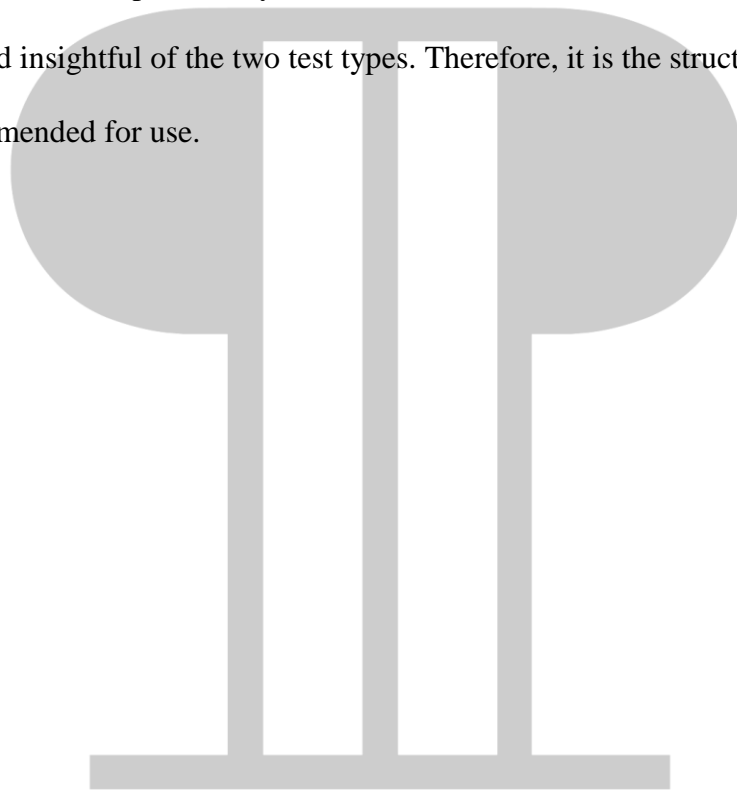 d insightful of the two test types. Therefore, it is the struct
mended for use.